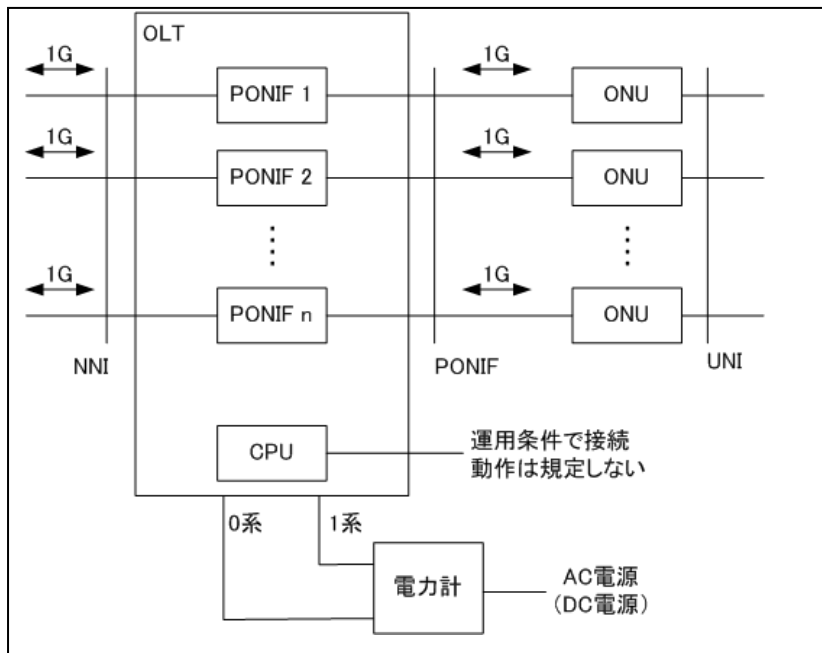 OLT
1G
1G
PONIF 1
ONU
1G
1G
PONIF 2
ONU
1G
1G
PONIF n
ONU
NNI
PONIF
UNI
CPU
運用条件で接続
動作は規定しない
0系
1系
電力計
AC電源
(DC電源)